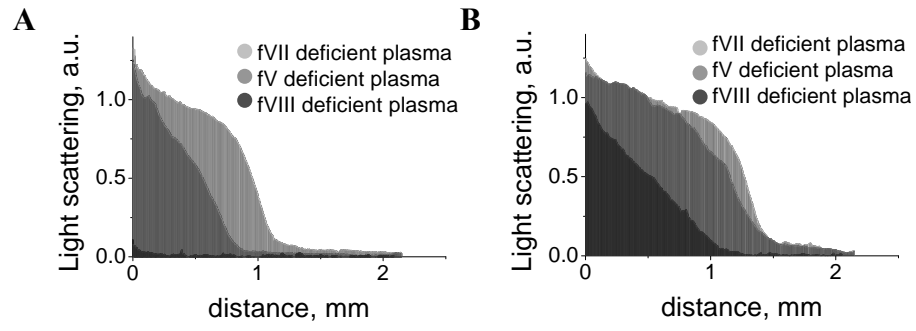 A
fVII deficient plasma
fV deficient plasma
fVIII deficient plasma
Light scattering, a.u.
1.0
0.5
0.0
0
1
2
distance, mm
B
fVII deficient plasma
fV deficient plasma
fVIII deficient plasma
Light scattering, a.u.
1.0
0.5
0.0
0
1
2
distance, mm